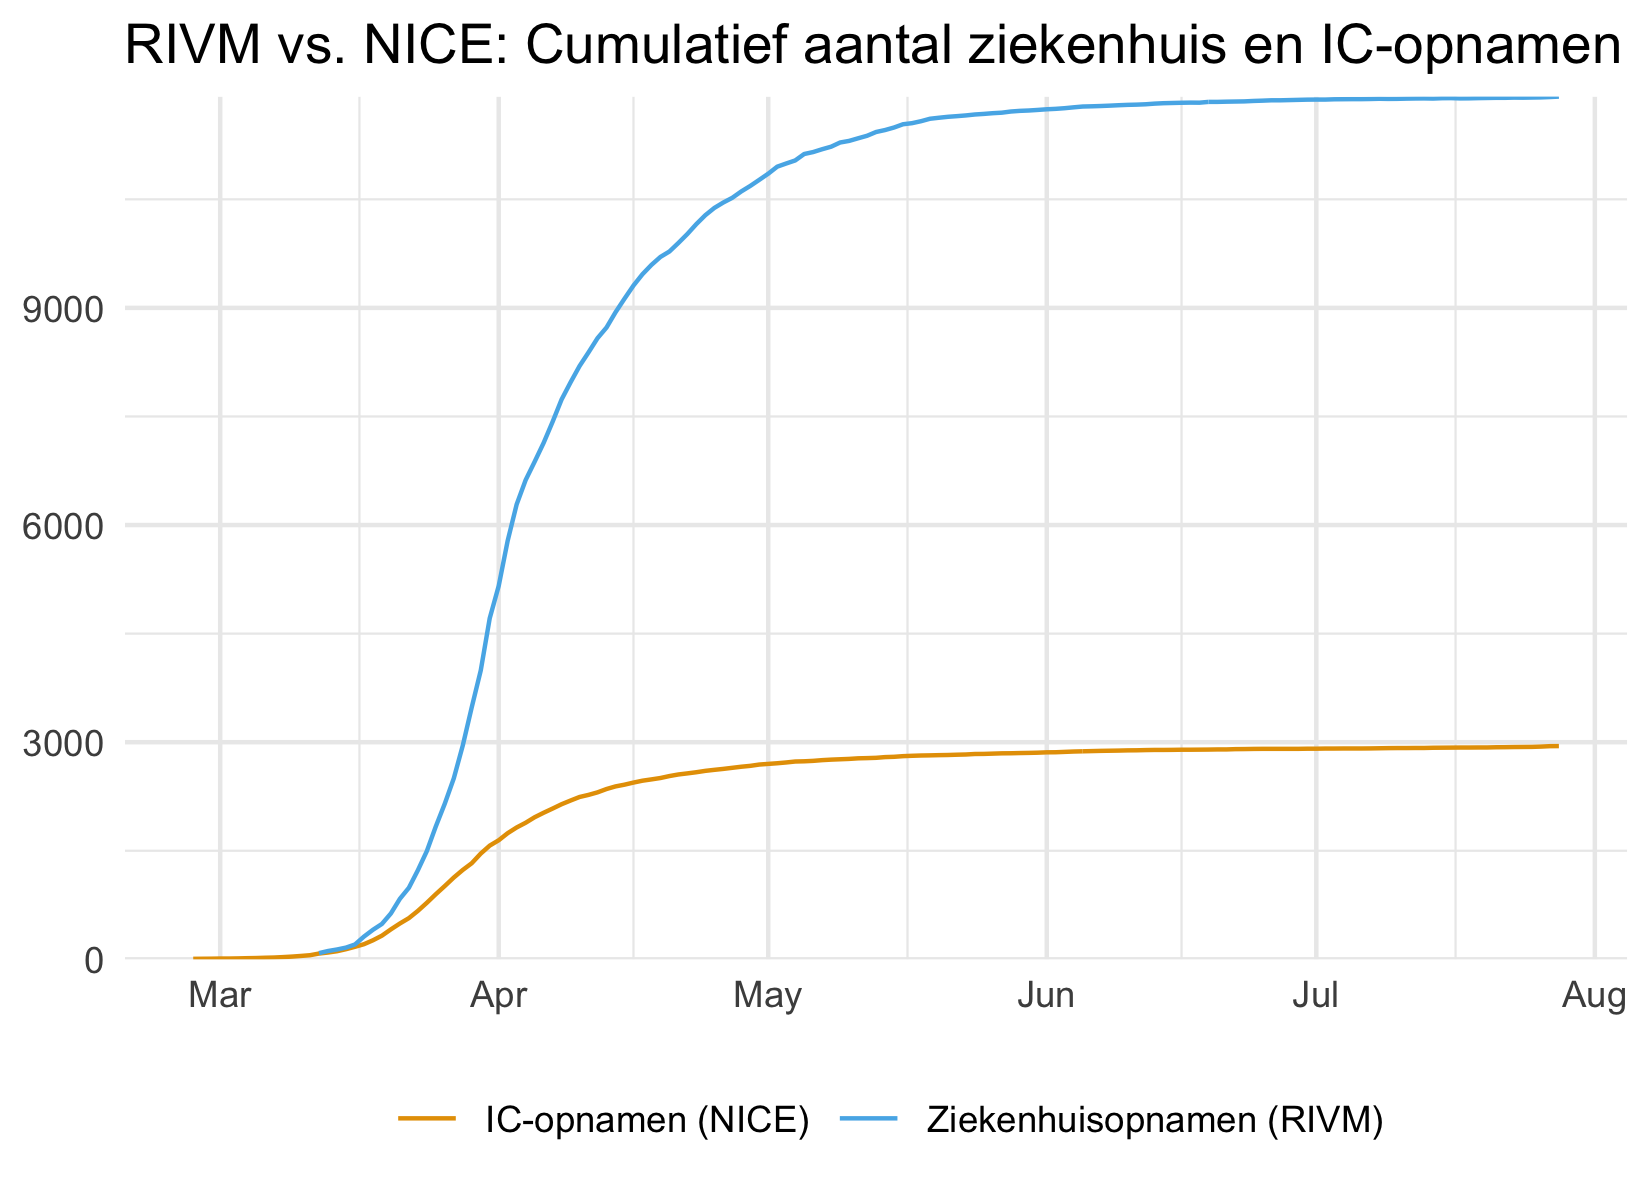 RIVM vs. NICE: Cumulatief aantal ziekenhuis en IC-opnamen
9000
6000
3000
0
Mar Apr May Jun Jul Aug
IC-opnamen (NICE) Ziekenhuisopnamen (RIVM)